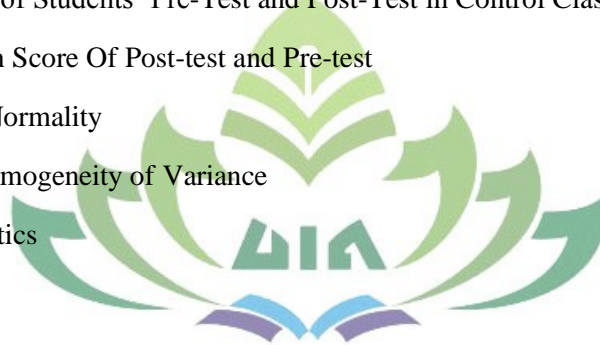 of Students' Pre-Test and Post-Test in Control Clas
n Score Of Post-test and Pre-test
Normality
mogeneity of Variance
tics
UIN